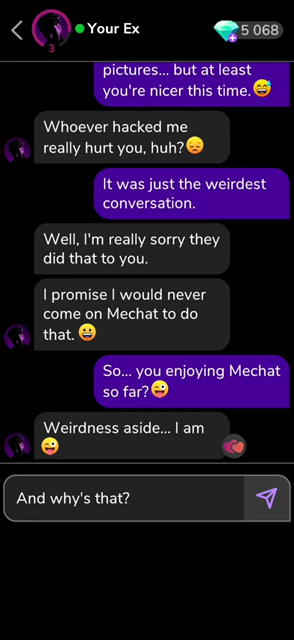 Your Ex
5 068
3
pictures... but at least
you're nicer this time.😅
Whoever hacked me
really hurt you, huh?😞
It was just the weirdest
conversation.
Well, I'm really sorry they
did that to you.
I promise I would never
come on Mechat to do
that. 😀
So... you enjoying Mechat
so far?😜
Weirdness aside... I am
😜
And why's that?